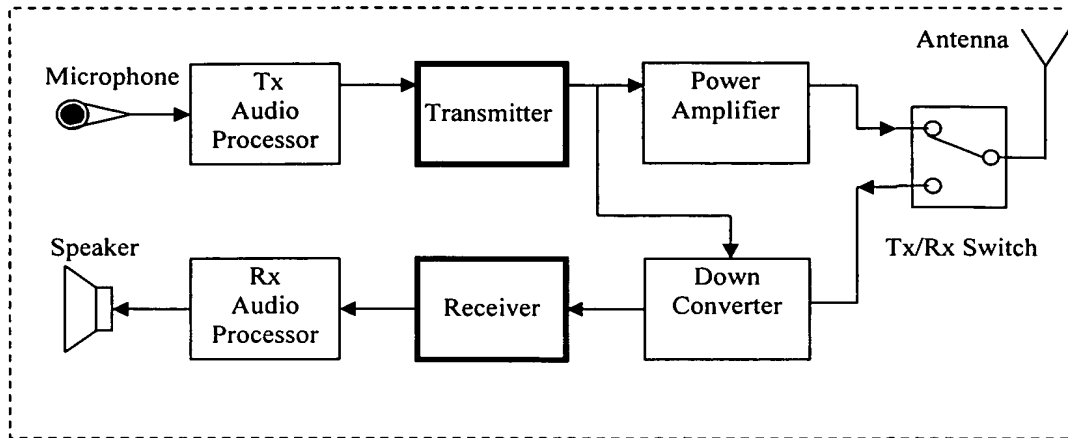 Antenna
Microphone
Tx
Audio
Processor
Transmitter
Power
Amplifier
Tx/Rx Switch
Speaker
Rx
Audio
Processor
Receiver
Down
Converter